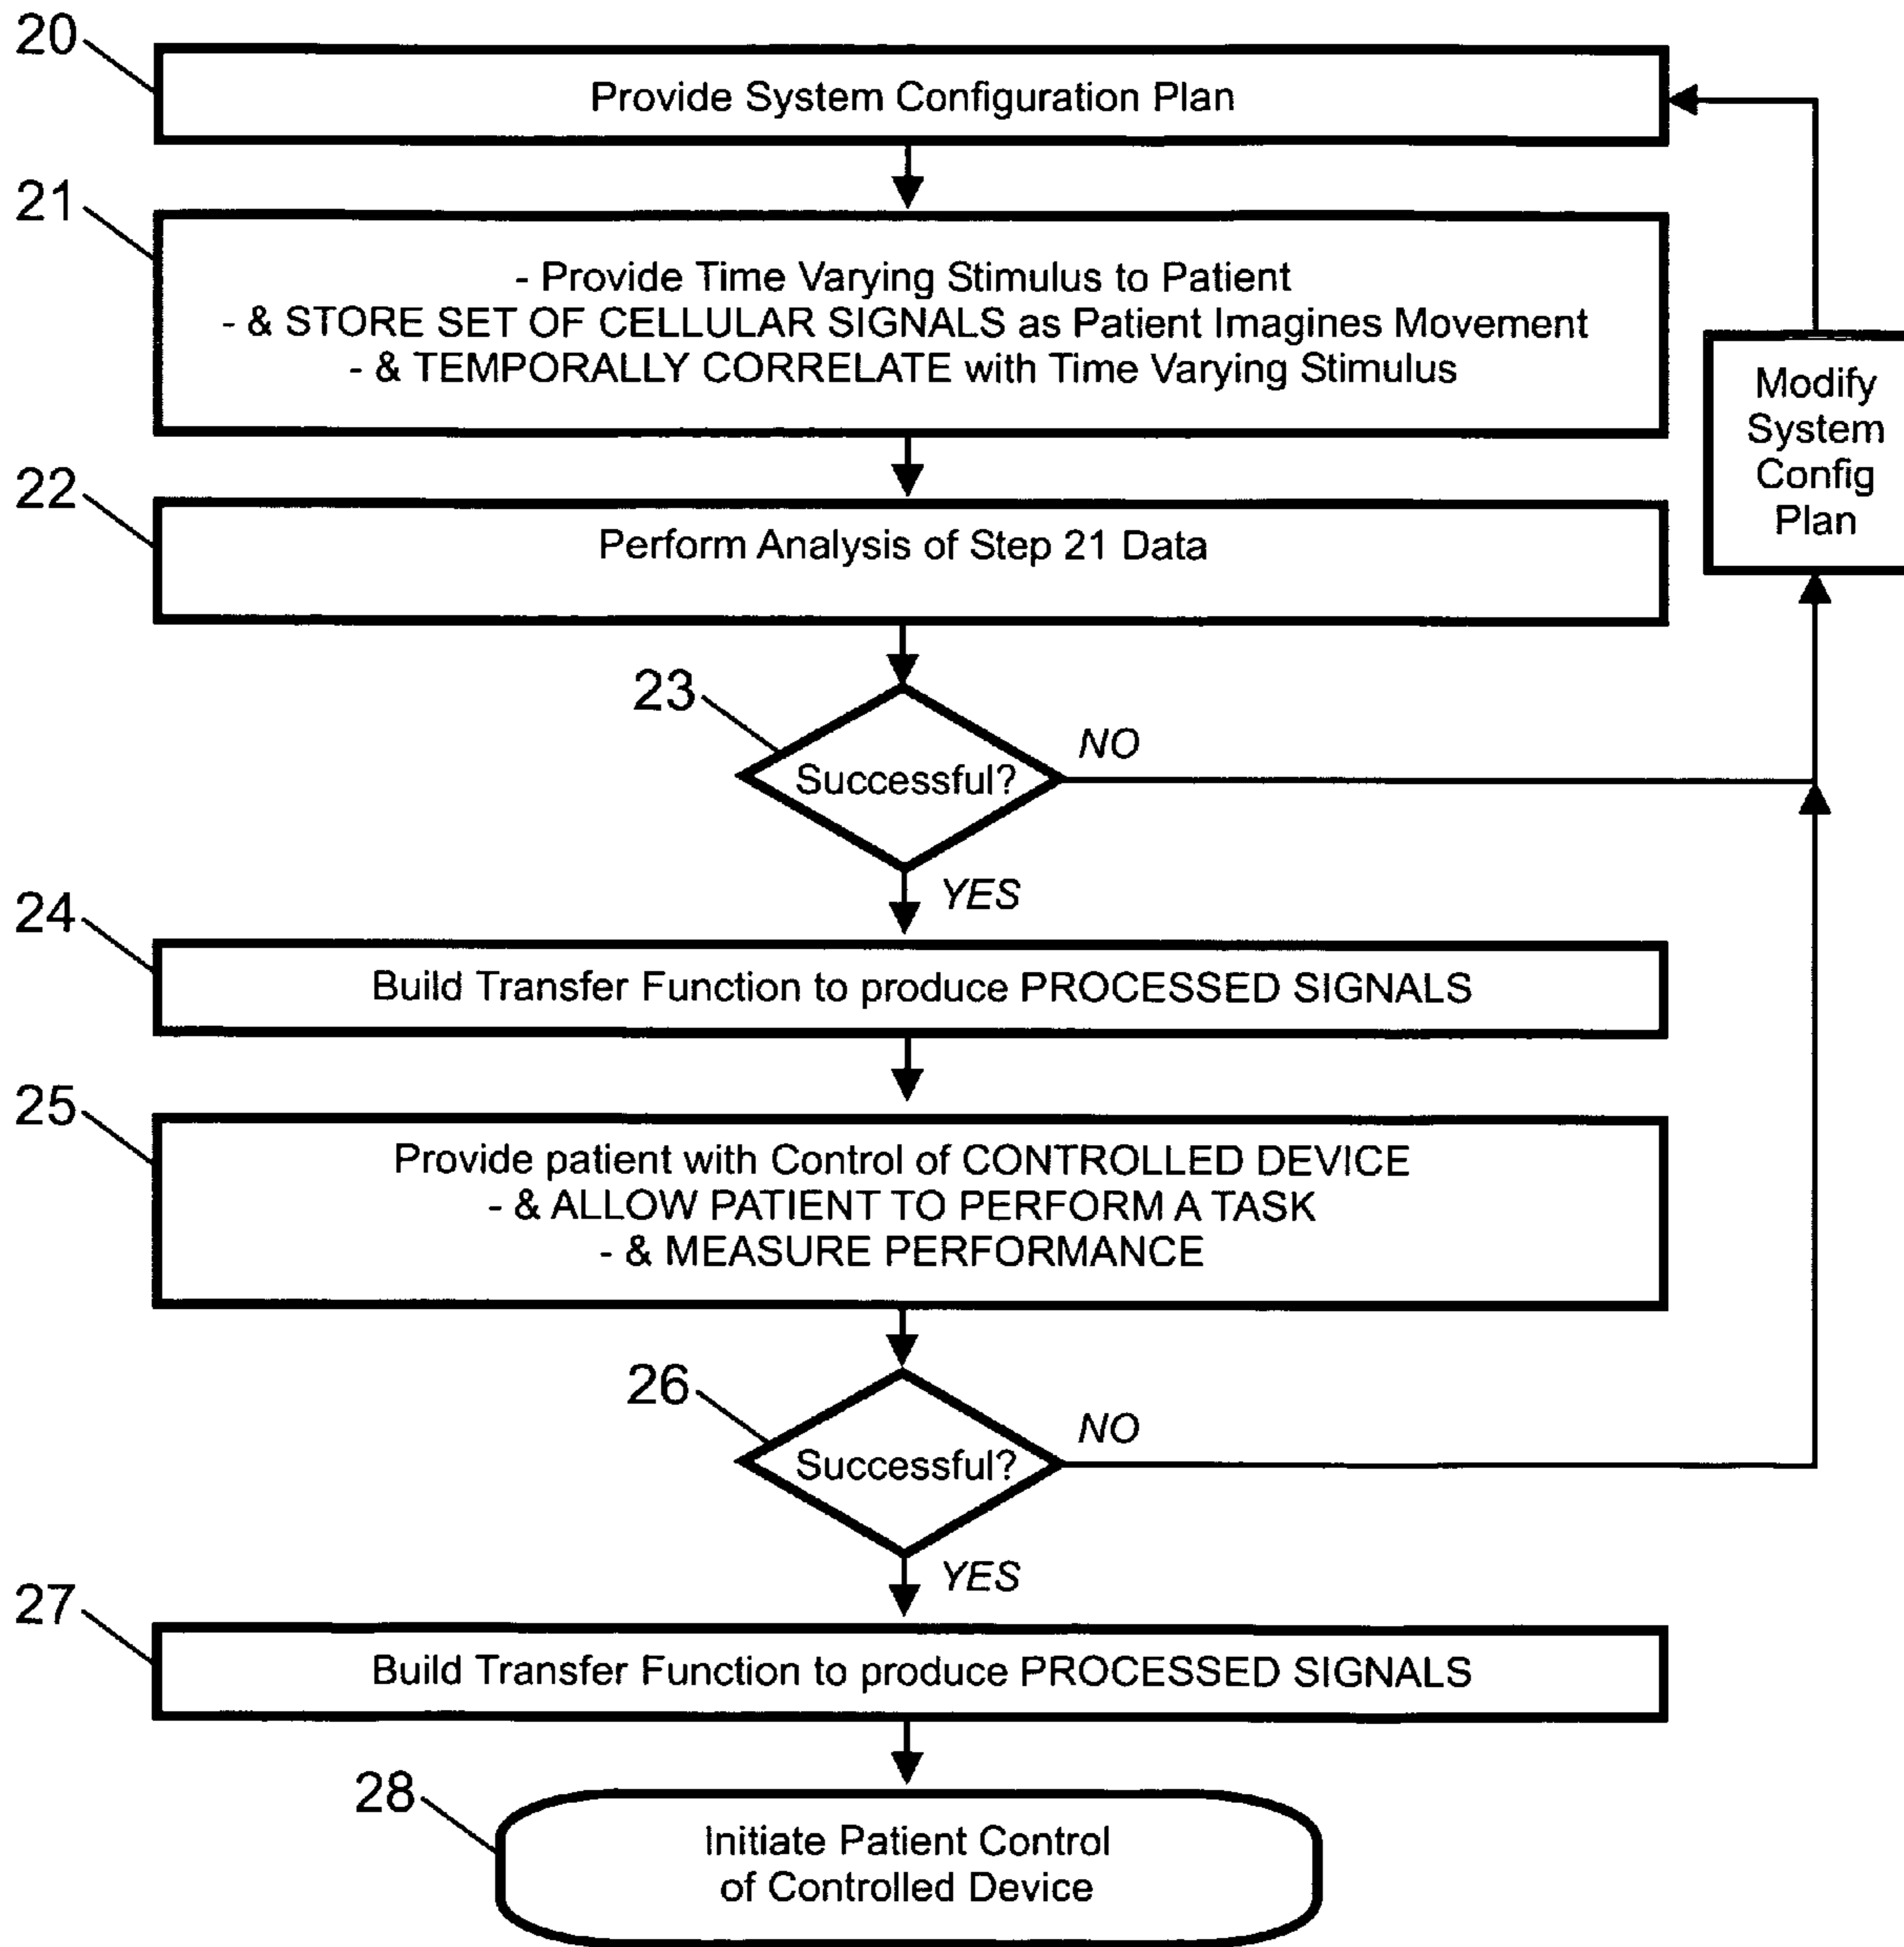 20
Provide System Configuration Plan
21
- Provide Time Varying Stimulus to Patient
- & STORE SET OF CELLULAR SIGNALS as Patient Imagines Movement
- & TEMPORALLY CORRELATE with Time Varying Stimulus
Modify
System
Config
Plan
22
Perform Analysis of Step 21 Data
23
Successful?
NO
YES
24
Build Transfer Function to produce PROCESSED SIGNALS
25
Provide patient with Control of CONTROLLED DEVICE
- & ALLOW PATIENT TO PERFORM A TASK
- & MEASURE PERFORMANCE
26
Successful?
NO
YES
27
Build Transfer Function to produce PROCESSED SIGNALS
28
Initiate Patient Control
of Controlled Device